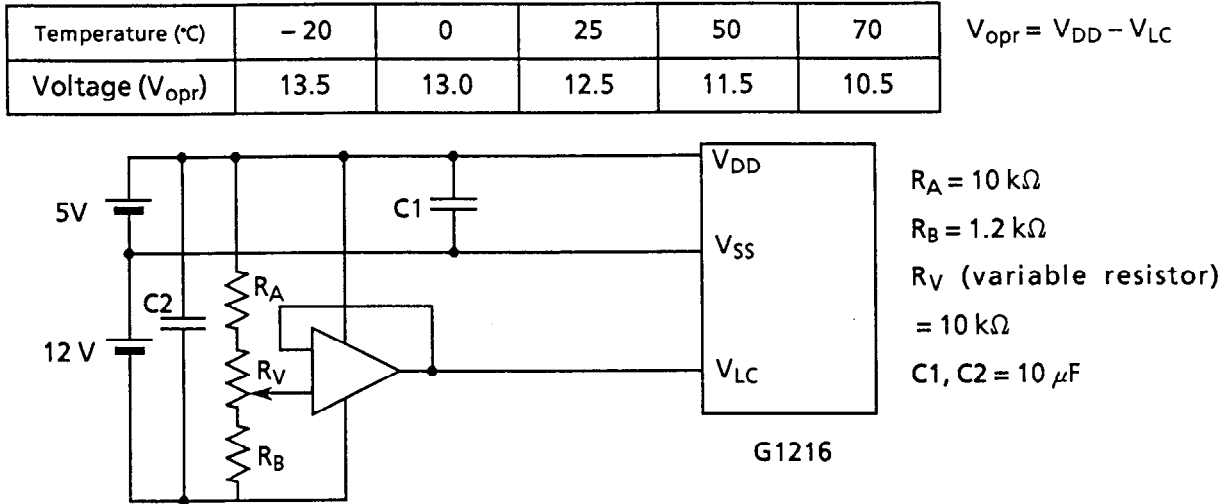 Temperature (°C) − 20 0 25 50 70
Voltage (Vopr) 13.5 13.0 12.5 11.5 10.5
Vopr = VDD − VLC
5V
12 V
C2
RA
RV
RB
C1
VDD
VSS
VLC
G1216
RA = 10 kΩ
RB = 1.2 kΩ
RV (variable resistor)
= 10 kΩ
C1, C2 = 10 μF